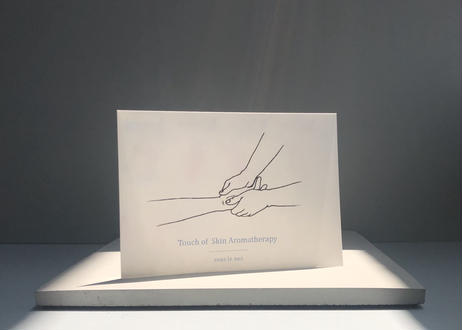 Touch of Skin Aromatherapy